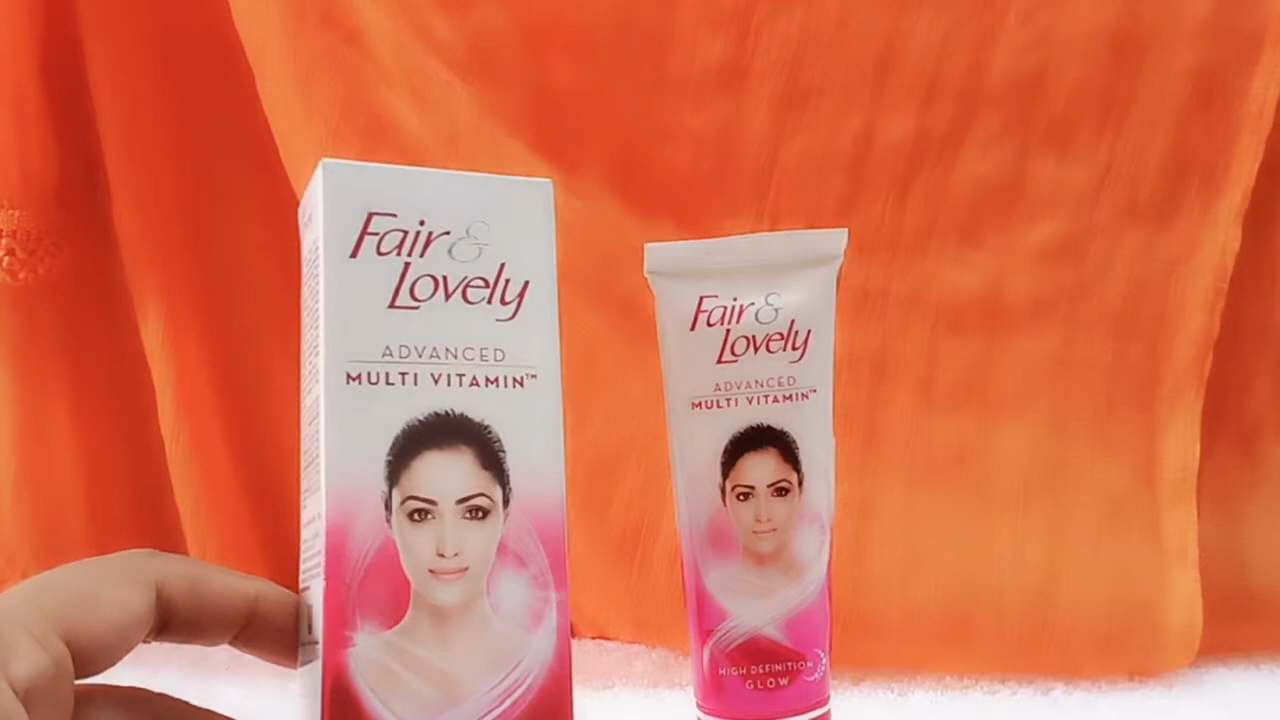 Fair &
Lovely
ADVANCED
MULTI VITAMIN™
Fair &
Lovely
ADVANCED
MULTI VITAMIN™
HIGH DEFINITION
GLOW